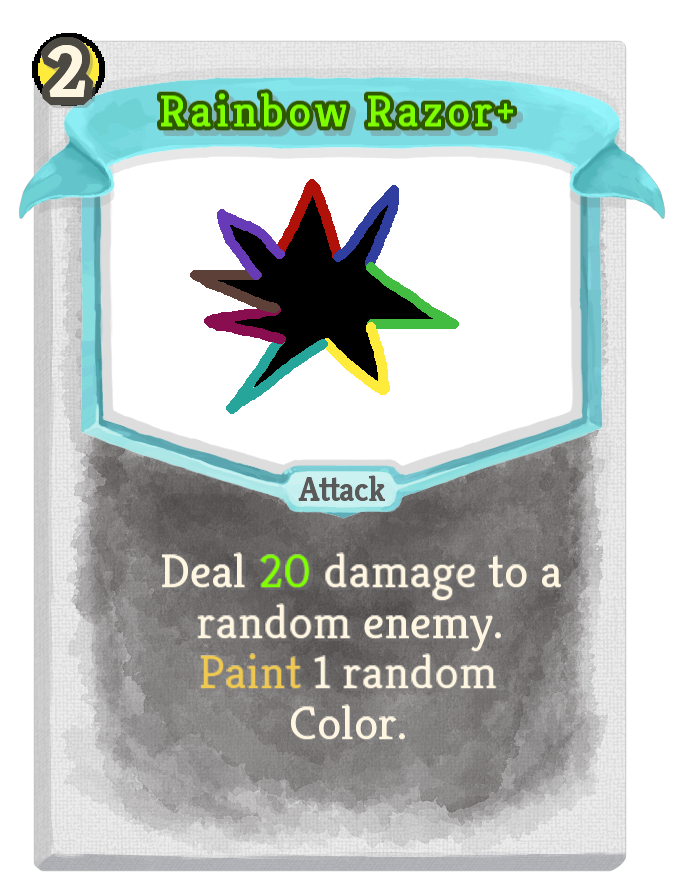 2
Rainbow Razor+
Attack
Deal 20 damage to a
random enemy.
Paint 1 random
Color.